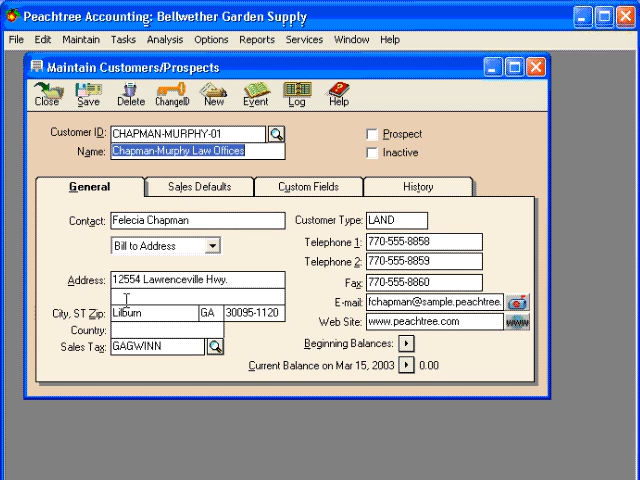 Peachtree Accounting: Bellwether Garden Supply
File Edit Maintain Tasks Analysis Options Reports Services Window Help
Maintain Customers/Prospects
Close Save Delete ChangeID New Event Log Help
Customer ID: CHAPMAN-MURPHY-01 Prospect
Name: Chapman-Murphy Law Offices Inactive
General Sales Defaults Custom Fields History
Contact: Felecia Chapman Customer Type: LAND
Bill to Address Telephone 1: 770-555-8858
Telephone 2: 770-555-8859
Address: 12554 Lawrenceville Hwy. Fax: 770-555-8860
E-mail: fchapman@sample.peachtree.
City, ST Zip: Lilburn GA 30095-1120 Web Site: www.peachtree.com WWW
Country:
Sales Tax: GAGWINN Beginning Balances:
Current Balance on Mar 15, 2003 0.00